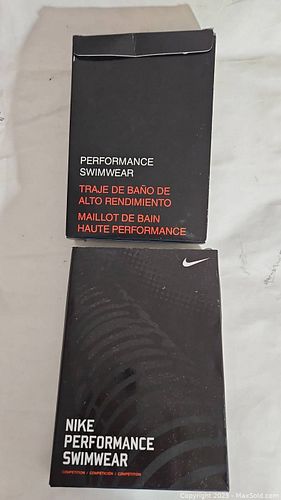 PERFORMANCE
SWIMWEAR
TRAJE DE BAÑO DE
ALTO RENDIMIENTO
MAILLOT DE BAIN
HAUTE PERFORMANCE
NIKE
PERFORMANCE
SWIMWEAR
COMPETITION / COMPETICIÓN / COMPÉTITION
Copyright 2023 - MaxSold.com